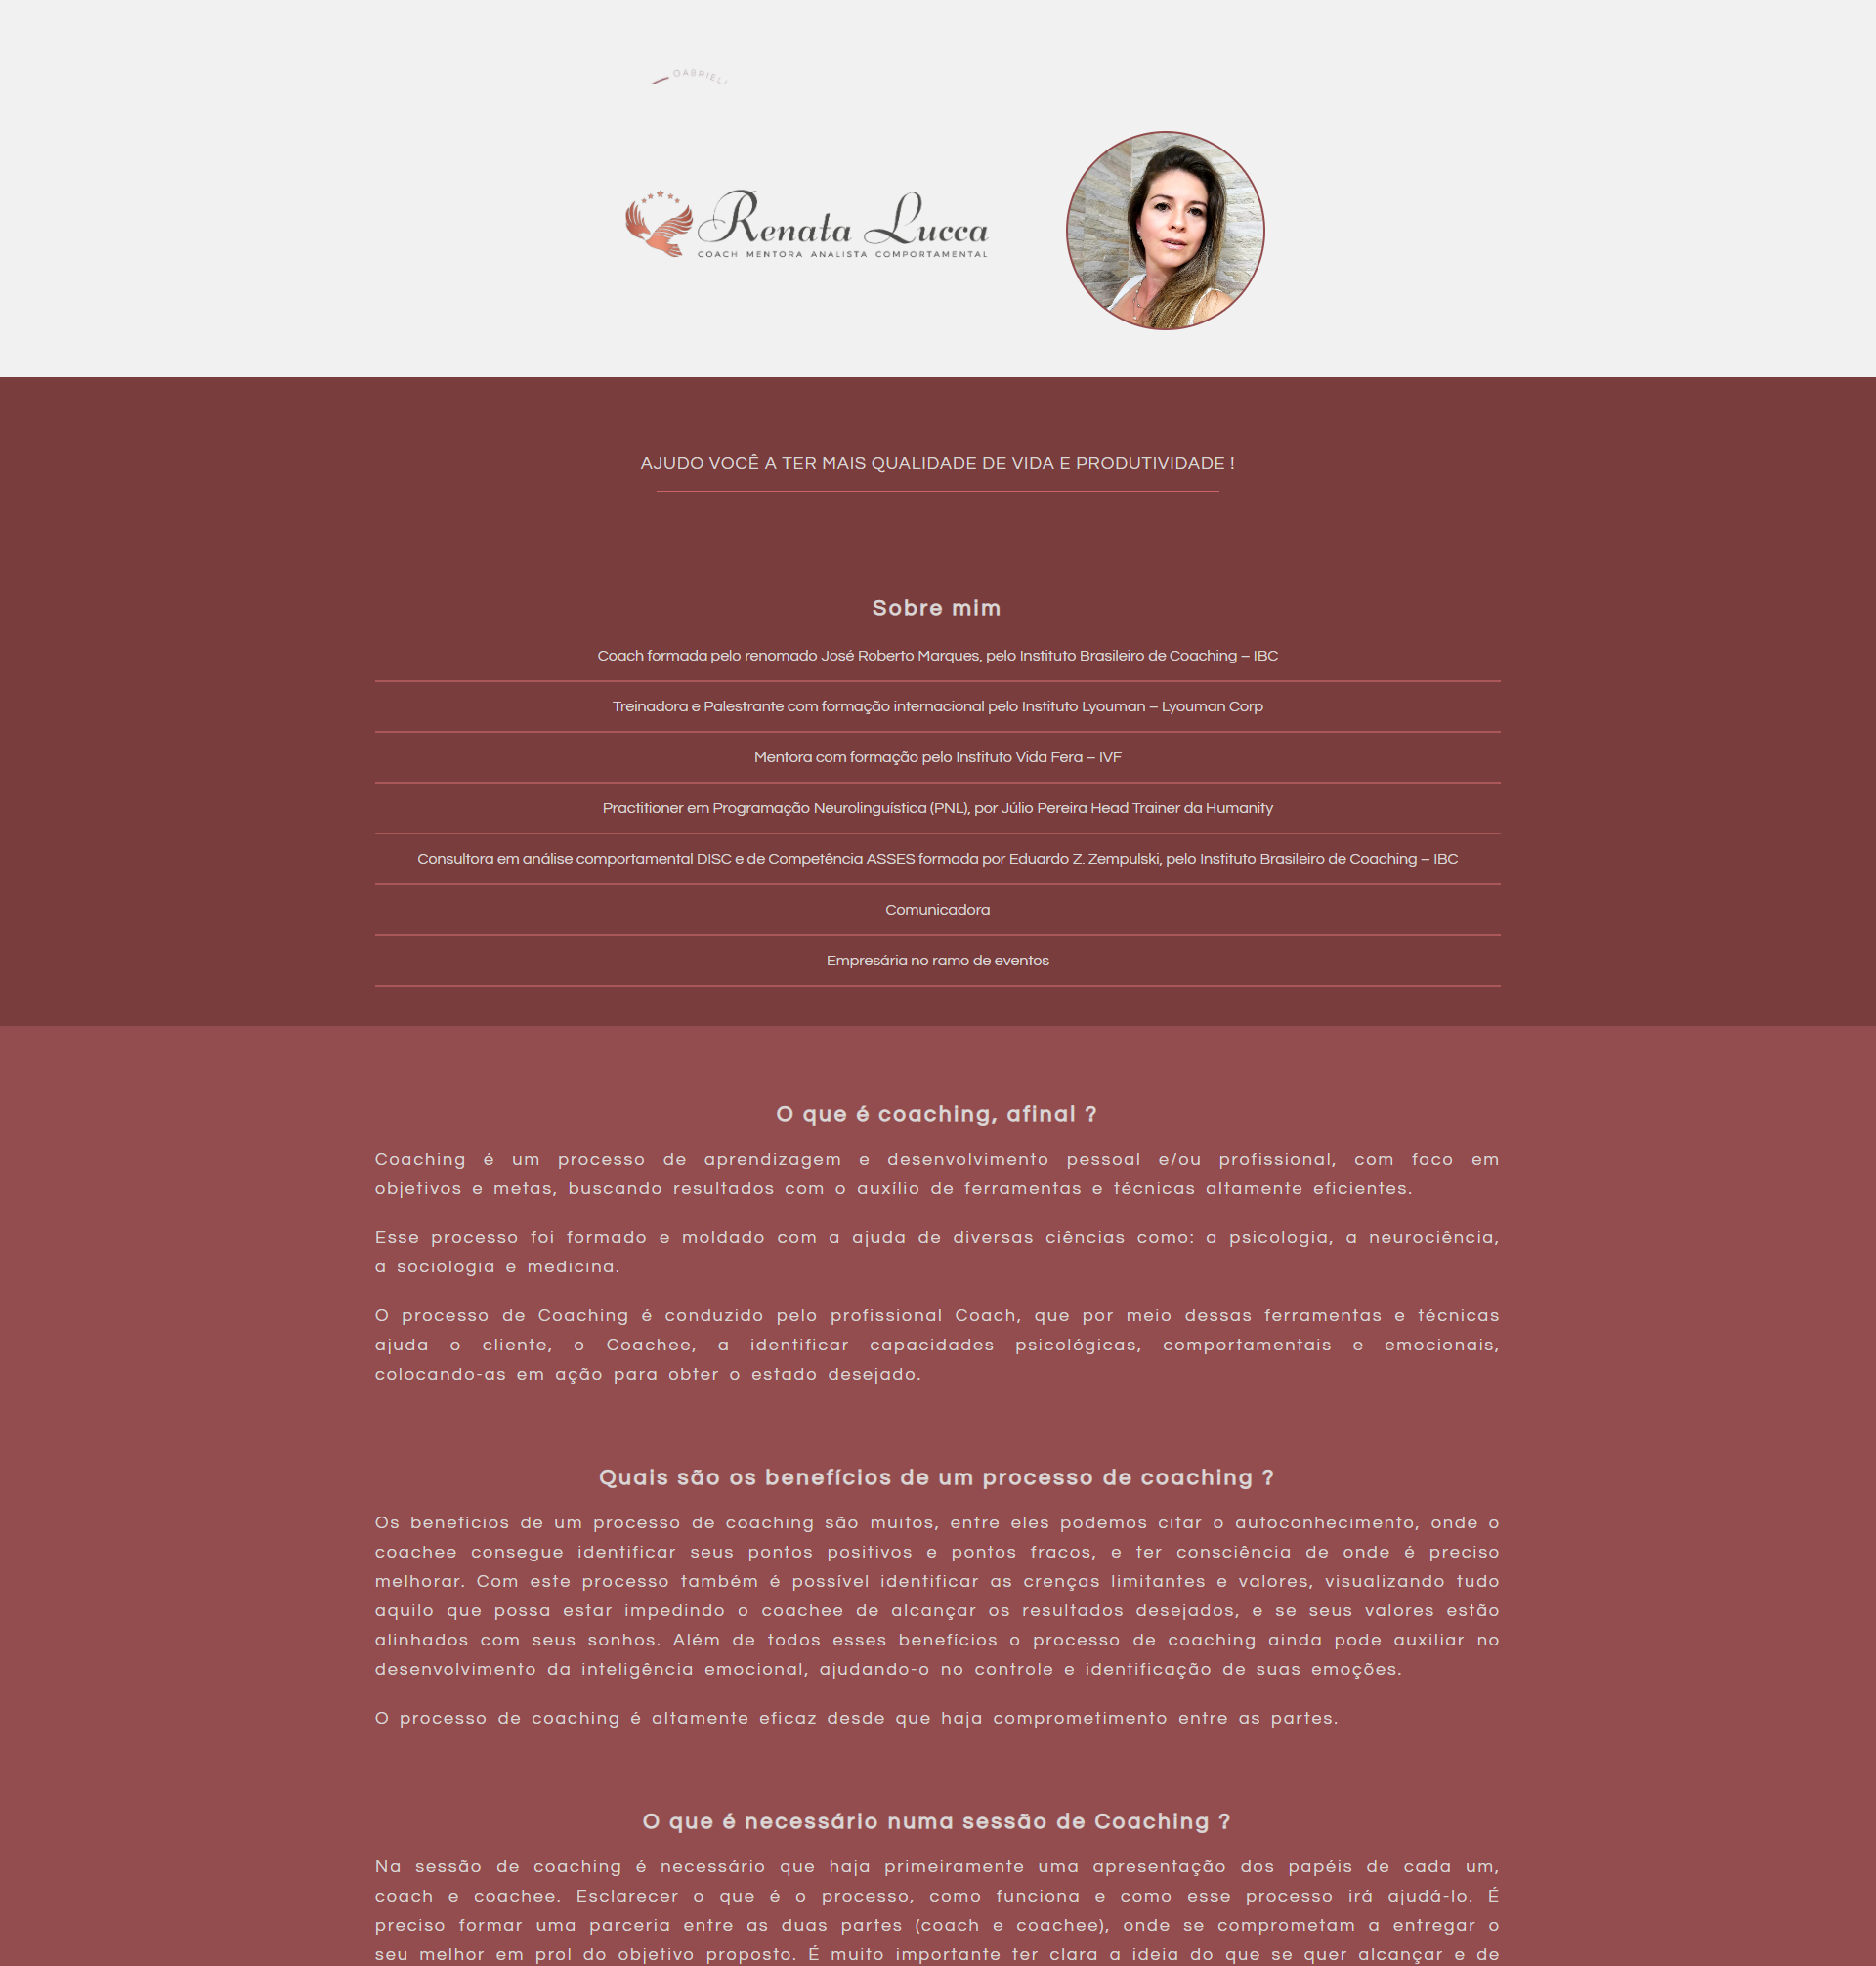 Renata Lucca
COACH MENTORA ANALISTA COMPORTAMENTAL
AJUDO VOCÊ A TER MAIS QUALIDADE DE VIDA E PRODUTIVIDADE !
Sobre mim
Coach formada pelo renomado José Roberto Marques, pelo Instituto Brasileiro de Coaching – IBC
Treinadora e Palestrante com formação internacional pelo Instituto Lyouman – Lyouman Corp
Mentora com formação pelo Instituto Vida Fera – IVF
Practitioner em Programação Neurolinguística (PNL), por Júlio Pereira Head Trainer da Humanity
Consultora em análise comportamental DISC e de Competência ASSES formada por Eduardo Z. Zempulski, pelo Instituto Brasileiro de Coaching – IBC
Comunicadora
Empresária no ramo de eventos
O que é coaching, afinal ?
Coaching é um processo de aprendizagem e desenvolvimento pessoal e/ou profissional, com foco em
objetivos e metas, buscando resultados com o auxílio de ferramentas e técnicas altamente eficientes.
Esse processo foi formado e moldado com a ajuda de diversas ciências como: a psicologia, a neurociência,
a sociologia e medicina.
O processo de Coaching é conduzido pelo profissional Coach, que por meio dessas ferramentas e técnicas
ajuda o cliente, o Coachee, a identificar capacidades psicológicas, comportamentais e emocionais,
colocando-as em ação para obter o estado desejado.
Quais são os benefícios de um processo de coaching ?
Os benefícios de um processo de coaching são muitos, entre eles podemos citar o autoconhecimento, onde o
coachee consegue identificar seus pontos positivos e pontos fracos, e ter consciência de onde é preciso
melhorar. Com este processo também é possível identificar as crenças limitantes e valores, visualizando tudo
aquilo que possa estar impedindo o coachee de alcançar os resultados desejados, e se seus valores estão
alinhados com seus sonhos. Além de todos esses benefícios o processo de coaching ainda pode auxiliar no
desenvolvimento da inteligência emocional, ajudando-o no controle e identificação de suas emoções.
O processo de coaching é altamente eficaz desde que haja comprometimento entre as partes.
O que é necessário numa sessão de Coaching ?
Na sessão de coaching é necessário que haja primeiramente uma apresentação dos papéis de cada um,
coach e coachee. Esclarecer o que é o processo, como funciona e como esse processo irá ajudá-lo. É
preciso formar uma parceria entre as duas partes (coach e coachee), onde se comprometam a entregar o
seu melhor em prol do objetivo proposto. É muito importante ter clara a ideia do que se quer alcançar e de